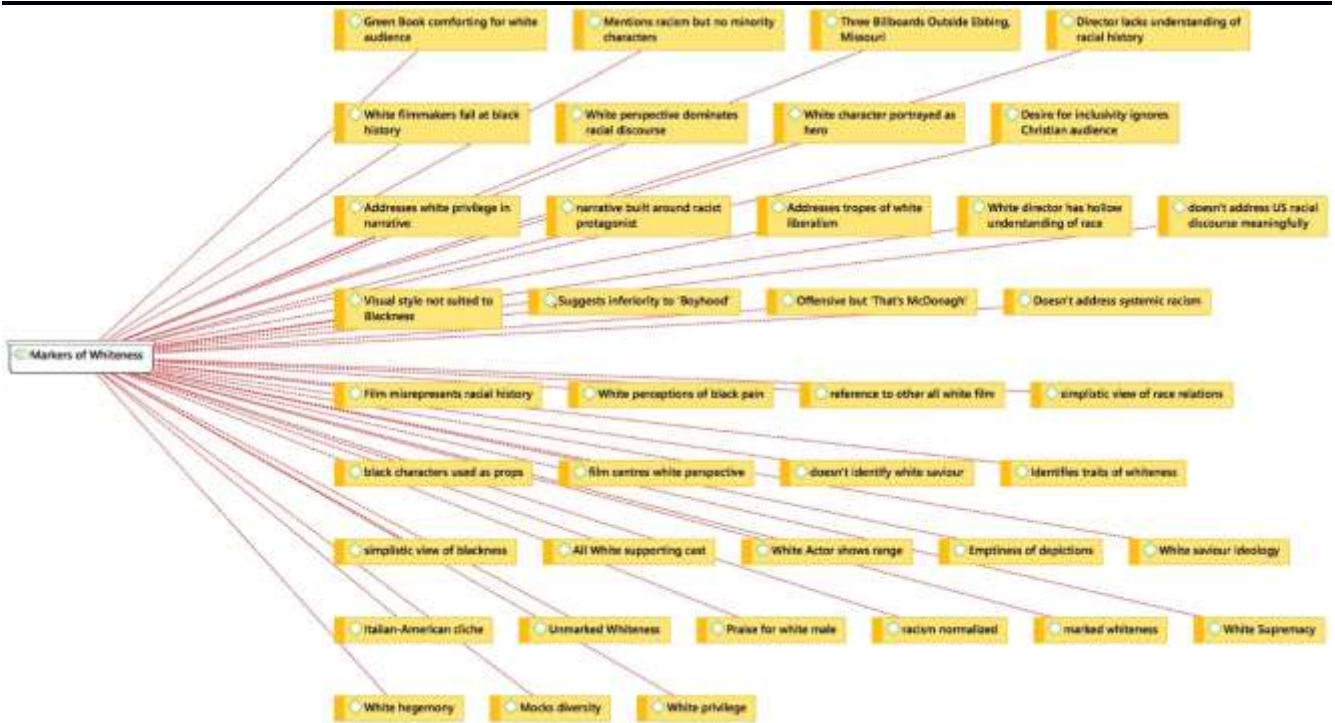 Green Book comforting for white
audience
Mentions racism but no minority
characters
Three Billboards Outside Ebbing,
Missouri
Director lacks understanding of
racial history
White filmmakers fail at black
history
White perspective dominates
racial discourse
White character portrayed as
hero
Desire for inclusivity ignores
Christian audience
Addresses white privilege in
narrative
narrative built around racist
protagonist
Addresses tropes of white
liberalism
White director has hollow
understanding of race
doesn't address US racial
discourse meaningfully
Visual style not suited to
Blackness
Suggests inferiority to 'Boyhood'
Offensive but 'That's McDonagh'
Doesn't address systemic racism
Markers of Whiteness
Film misrepresents racial history
White perceptions of black pain
reference to other all white film
simplistic view of race relations
black characters used as props
film centres white perspective
doesn't identify white saviour
Identifies traits of whiteness
simplistic view of blackness
All White supporting cast
White Actor shows range
Emptiness of depictions
White saviour ideology
Italian-American cliche
Unmarked Whiteness
Praise for white male
racism normalized
marked whiteness
White Supremacy
White hegemony
Mocks diversity
White privilege